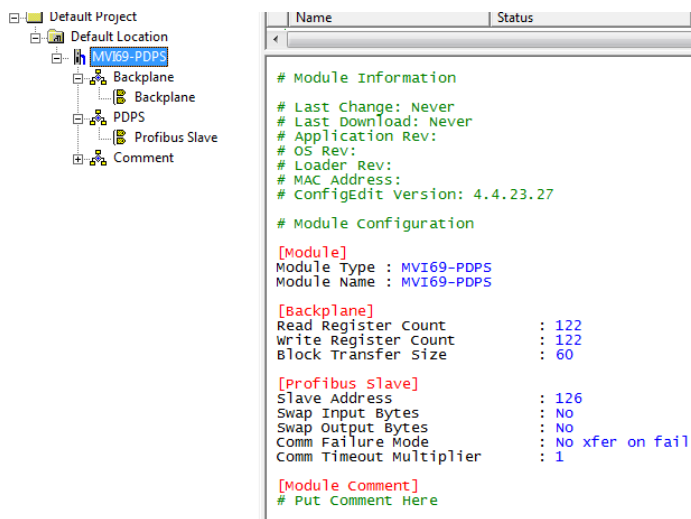 Default Project
Default Location
MVI69-PDPS
Backplane
Backplane
PDPS
Profibus Slave
Comment
Name Status
# Module Information
# Last Change: Never
# Last Download: Never
# Application Rev:
# OS Rev:
# Loader Rev:
# MAC Address:
# ConfigEdit Version: 4.4.23.27
# Module Configuration
[Module]
Module Type : MVI69-PDPS
Module Name : MVI69-PDPS
[Backplane]
Read Register Count : 122
Write Register Count : 122
Block Transfer Size : 60
[Profibus Slave]
Slave Address : 126
Swap Input Bytes : No
Swap Output Bytes : No
Comm Failure Mode : No xfer on fail
Comm Timeout Multiplier : 1
[Module Comment]
# Put Comment Here